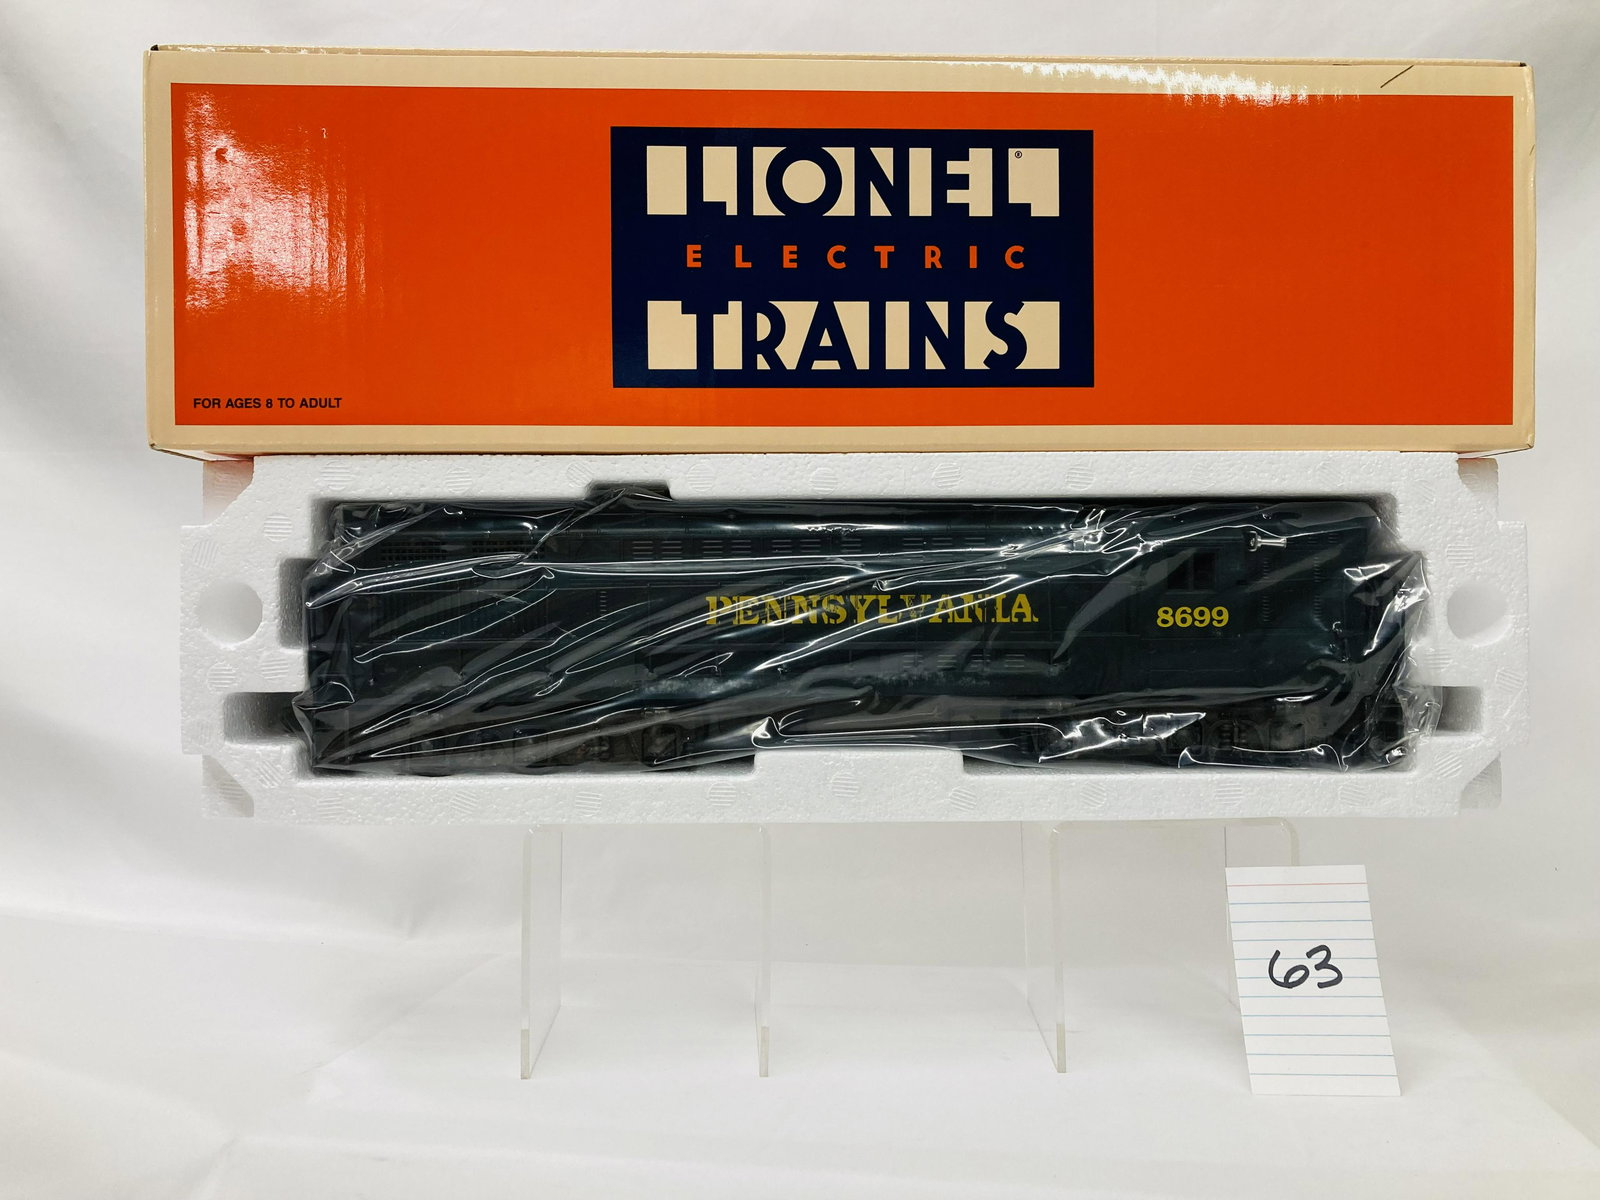 LIONEL®
ELECTRIC
TRAINS
FOR AGES 8 TO ADULT
PENNSYLVANIA
8699
63